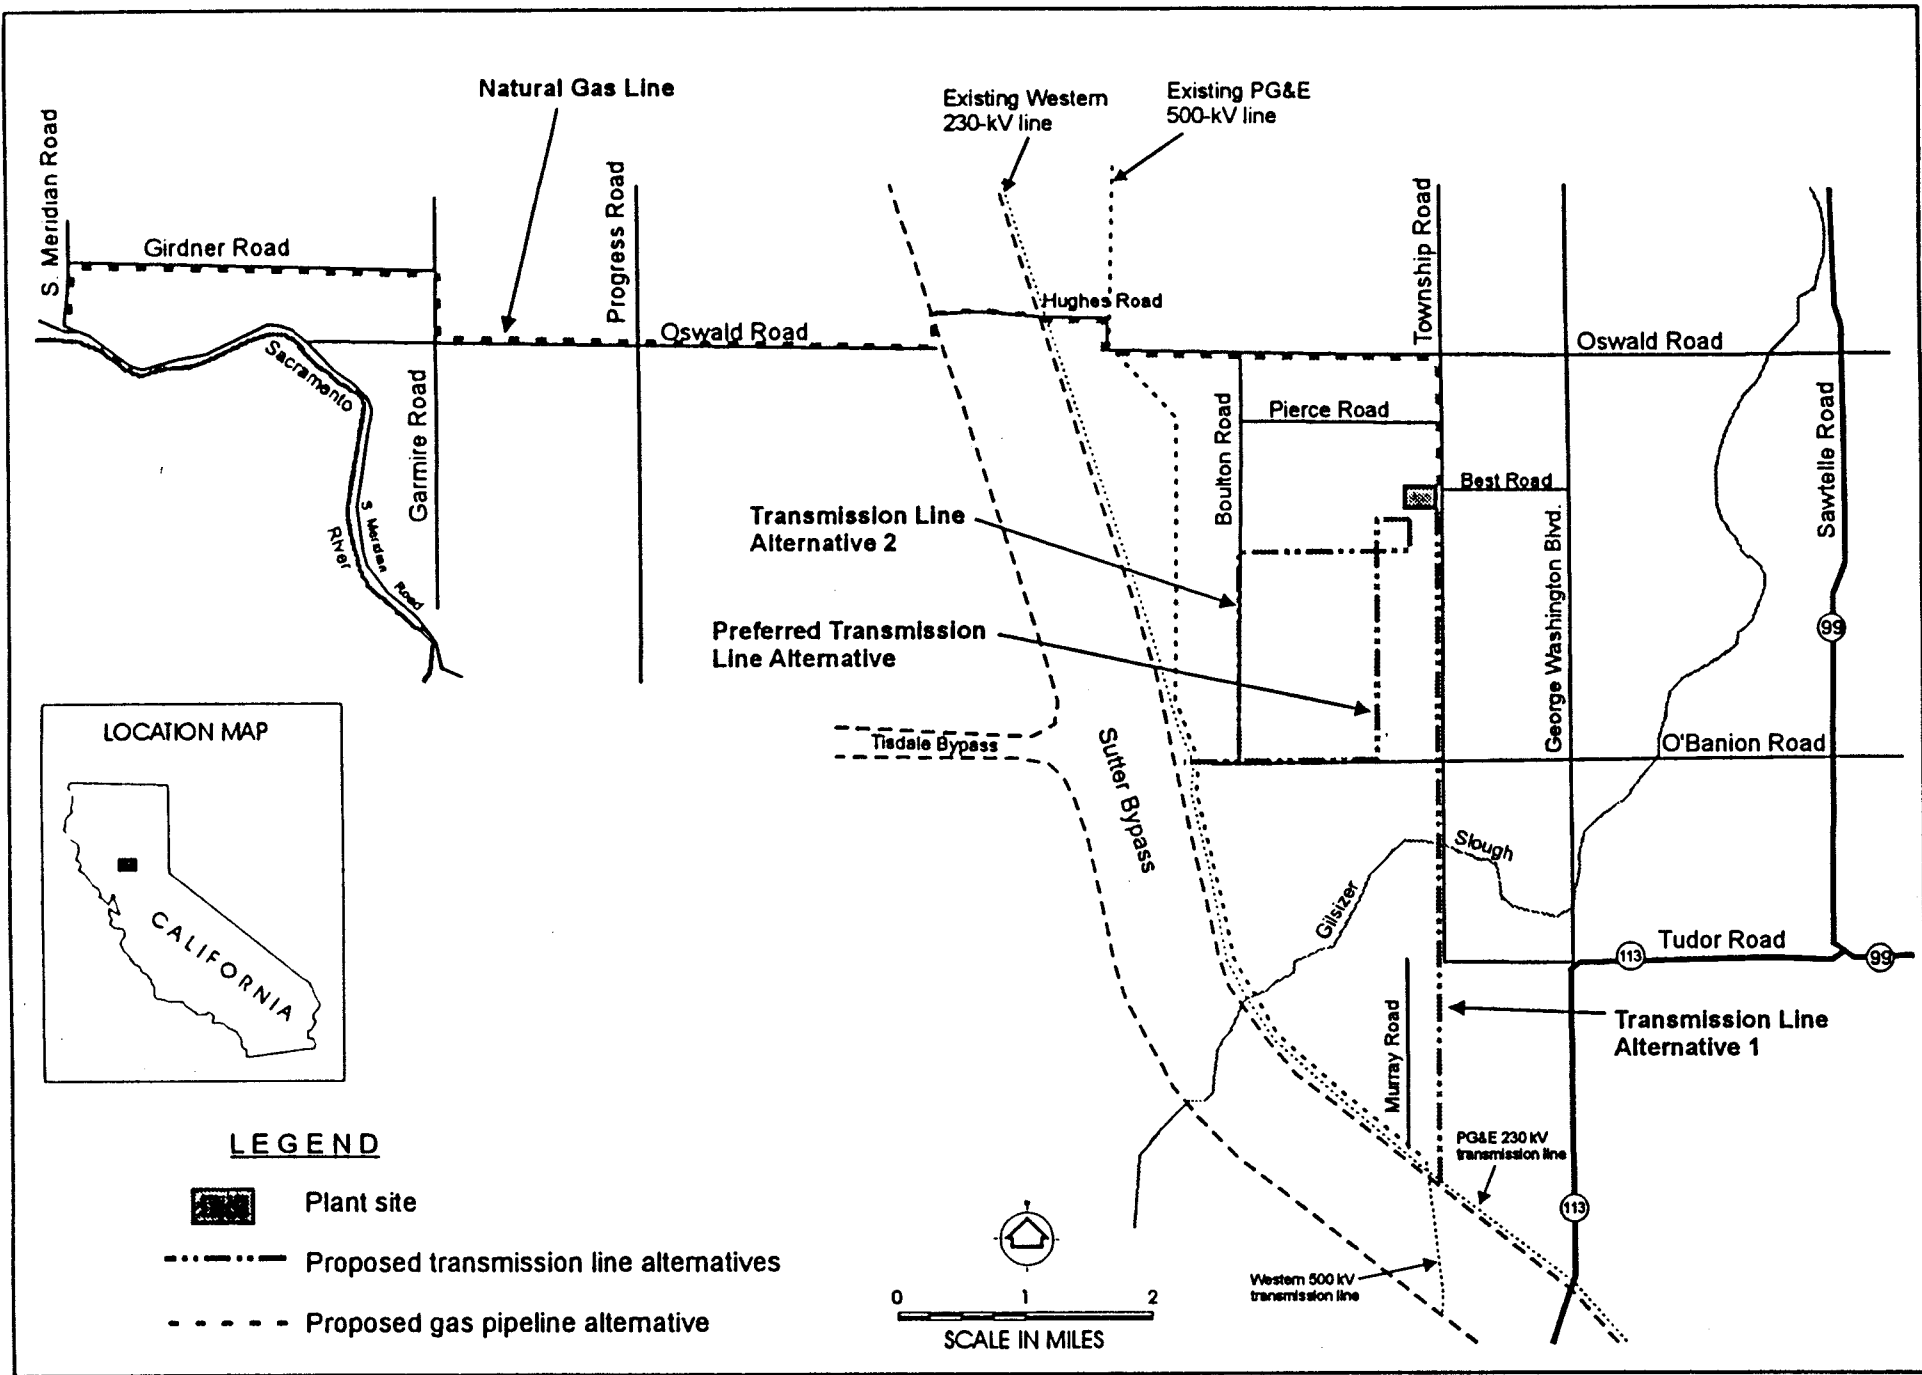 Natural Gas Line
Existing Western
230-kV line
Existing PG&E
500-kV line
S. Meridian Road
Girdner Road
Progress Road
Oswald Road
Hughes Road
Township Road
Oswald Road
Sacramento
River
S Meridian Road
Garmire Road
Boulton Road
Pierce Road
Best Road
Sawtelle Road
George Washington Blvd.
99
Transmission Line
Alternative 2
Preferred Transmission
Line Alternative
Tisdale Bypass
Sutter Bypass
O'Banion Road
Gilsizer
Slough
Tudor Road
113
99
Murray Road
Transmission Line
Alternative 1
PG&E 230 kV
transmission line
113
Western 500 kV
transmission line
LOCATION MAP
CALIFORNIA
LEGEND
Plant site
Proposed transmission line alternatives
Proposed gas pipeline alternative
0 1 2
SCALE IN MILES